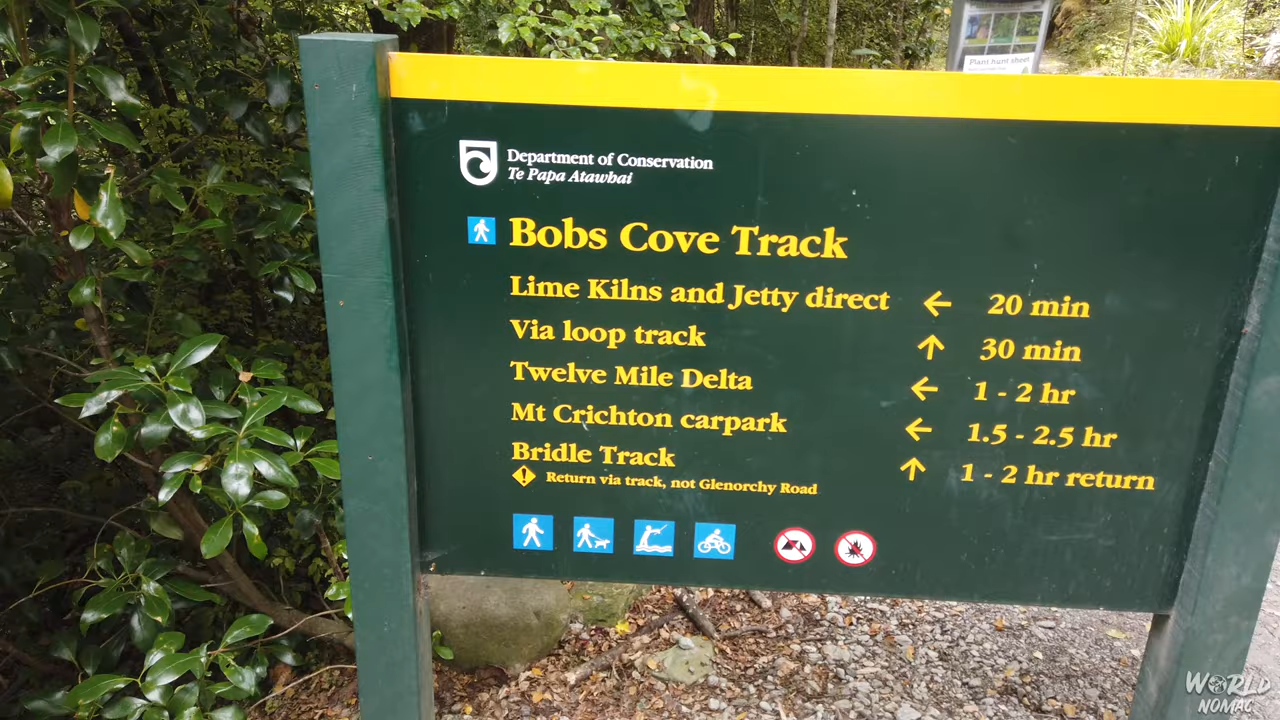 Plant hunt sheet
Department of Conservation
Te Papa Atawhai
Bobs Cove Track
Lime Kilns and Jetty direct ← 20 min
Via loop track ↑ 30 min
Twelve Mile Delta ← 1 - 2 hr
Mt Crichton carpark ← 1.5 - 2.5 hr
Bridle Track ↑ 1 - 2 hr return
Return via track, not Glenorchy Road
WORLD
NOMAC